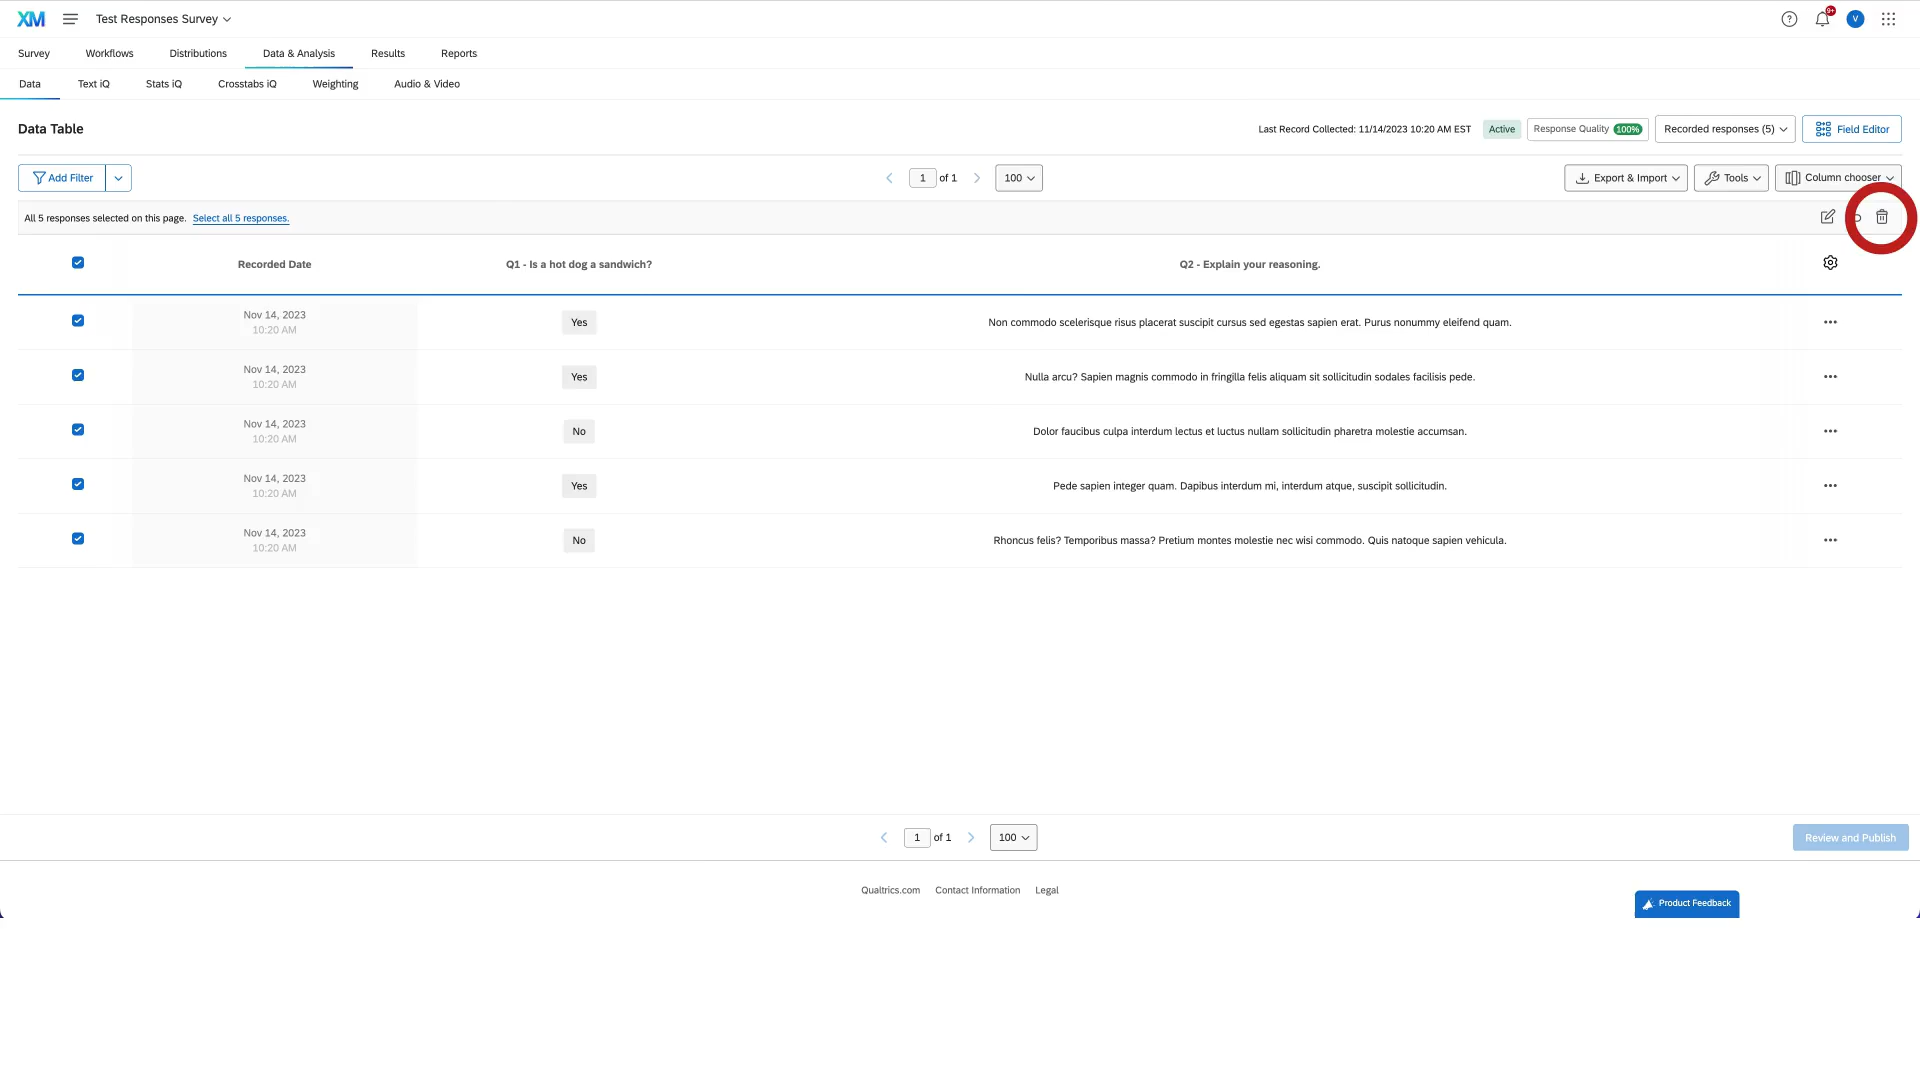 XM Test Responses Survey ? 9+ V
Survey Workflows Distributions Data & Analysis Results Reports
Data Text iQ Stats iQ Crosstabs iQ Weighting Audio & Video
Data Table Last Record Collected: 11/14/2023 10:20 AM EST Active Response Quality 100% Recorded responses (5) Field Editor
Add Filter 1 of 1 100 Export & Import Tools Column chooser
All 5 responses selected on this page. Select all 5 responses.
Recorded Date Q1 - Is a hot dog a sandwich? Q2 - Explain your reasoning.
Nov 14, 2023
10:20 AM
Yes Non commodo scelerisque risus placerat suscipit cursus sed egestas sapien erat. Purus nonummy eleifend quam.
Nov 14, 2023
10:20 AM
Yes Nulla arcu? Sapien magnis commodo in fringilla felis aliquam sit sollicitudin sodales facilisis pede.
Nov 14, 2023
10:20 AM
No Dolor faucibus culpa interdum lectus et luctus nullam sollicitudin pharetra molestie accumsan.
Nov 14, 2023
10:20 AM
Yes Pede sapien integer quam. Dapibus interdum mi, interdum atque, suscipit sollicitudin.
Nov 14, 2023
10:20 AM
No Rhoncus felis? Temporibus massa? Pretium montes molestie nec wisi commodo. Quis natoque sapien vehicula.
1 of 1 100 Review and Publish
Qualtrics.com Contact Information Legal
Product Feedback